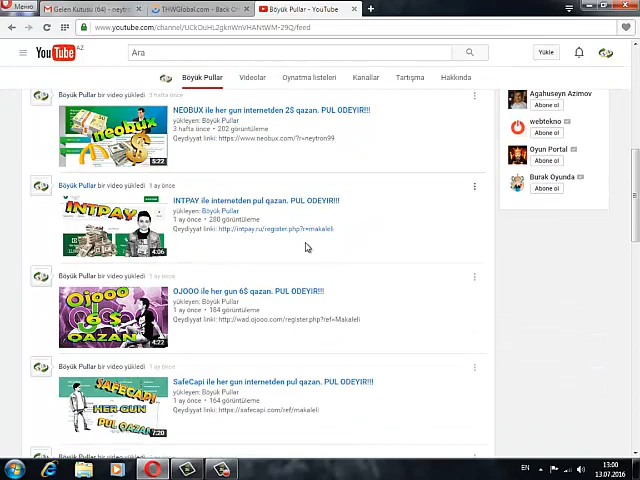 Меню
Gelen Kutusu (64) - neytro
THWGlobal.com - Back O
Böyük Pullar - YouTube
www.youtube.com/channel/UCkDuHL2gknWnVHANtWM-29Q/feed
YouTube AZ
Ara
Yükle
Böyük Pullar
Videolar
Oynatma listeleri
Kanallar
Tartışma
Hakkında
Böyük Pullar bir video yükledi 3 hafta önce
neobux
5:22
NEOBUX ile her gun internetden 2$ qazan. PUL ODEYIR!!!
yükleyen: Böyük Pullar
3 hafta önce • 202 görüntüleme
Qeydiyyat linki: https://www.neobux.com/?r=neytron99
Böyük Pullar bir video yükledi 1 ay önce
INTPAY
4:06
INTPAY ile internetden pul qazan. PUL ODEYIR!!!
yükleyen: Böyük Pullar
1 ay önce • 280 görüntüleme
Qeydiyyat linki: http://intpay.ru/register.php?r=makaleli
Böyük Pullar bir video yükledi 1 ay önce
Ojooo
ile
6 $
QAZAN
4:22
OJOOO ile her gun 6$ qazan. PUL ODEYIR!!!
yükleyen: Böyük Pullar
1 ay önce • 184 görüntüleme
Qeydiyyat linki: http://wad.ojooo.com/register.php?ref=Makaleli
Böyük Pullar bir video yükledi 1 ay önce
SAFECAPI
HER GUN
PUL QAZAN
7:20
SafeCapi ile her gun internetden pul qazan. PUL ODEYIR!!!
yükleyen: Böyük Pullar
1 ay önce • 164 görüntüleme
Qeydiyyat linki: https://safecapi.com/ref/makaleli
Agahuseyn Azimov
Abone ol
webtekno
Abone ol
Oyun Portal
Abone ol
Burak Oyunda
Abone ol
EN
13:00
13.07.2016